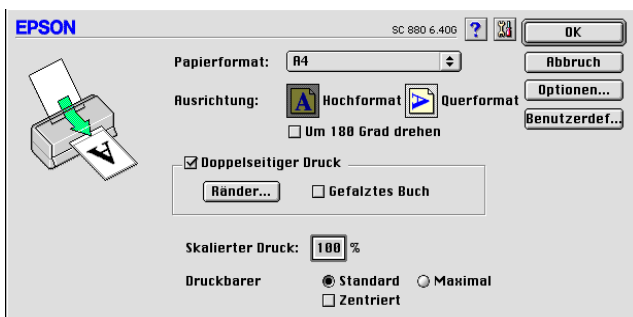 EPSON
SC 880 6.40G
?
OK
Papierformat: A4
Abbruch
Ausrichtung: A Hochformat A Querformat
Optionen...
Um 180 Grad drehen
Benutzerdef...
A
Doppelseitiger Druck
Ränder...
Gefalztes Buch
Skalierter Druck: 100 %
Druckbarer
Standard
Maximal
Zentriert